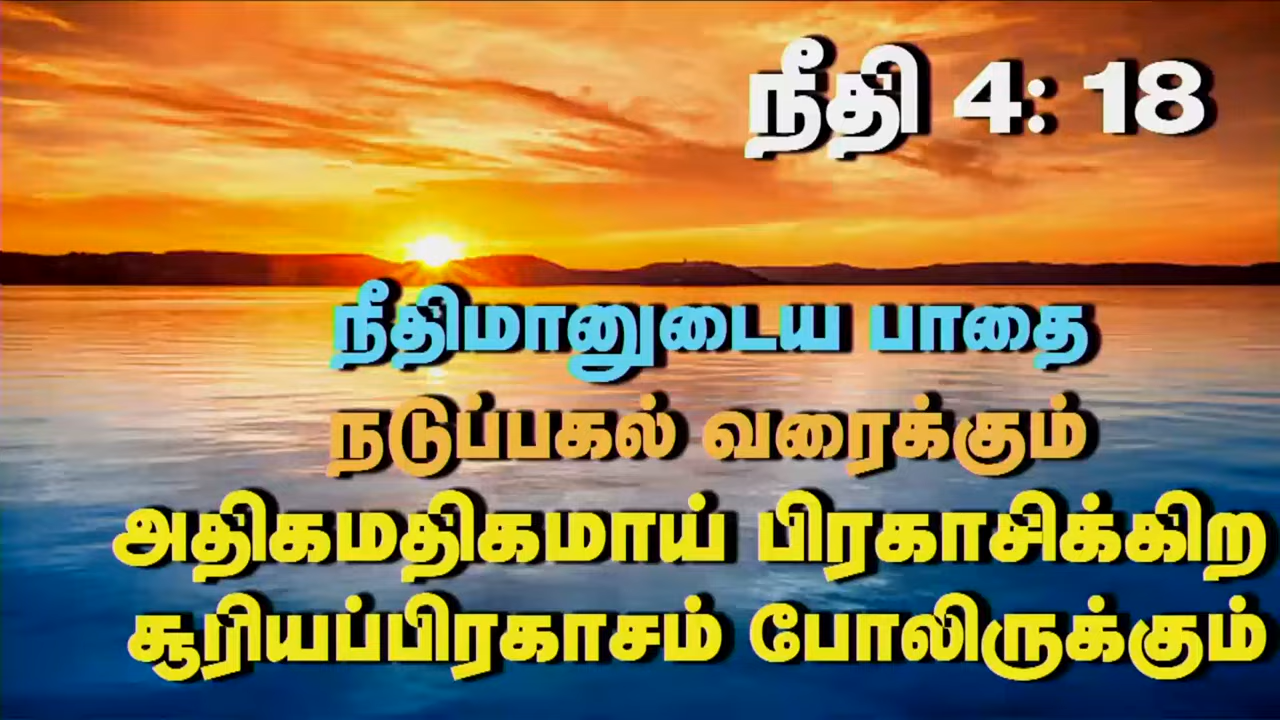 நீதி 4: 18
நீதிமானுடைய பாதை
நடுப்பகல் வரைக்கும்
அதிகமதிகமாய் பிரகாசிக்கிற
சூரியப்பிரகாசம் போலிருக்கும்